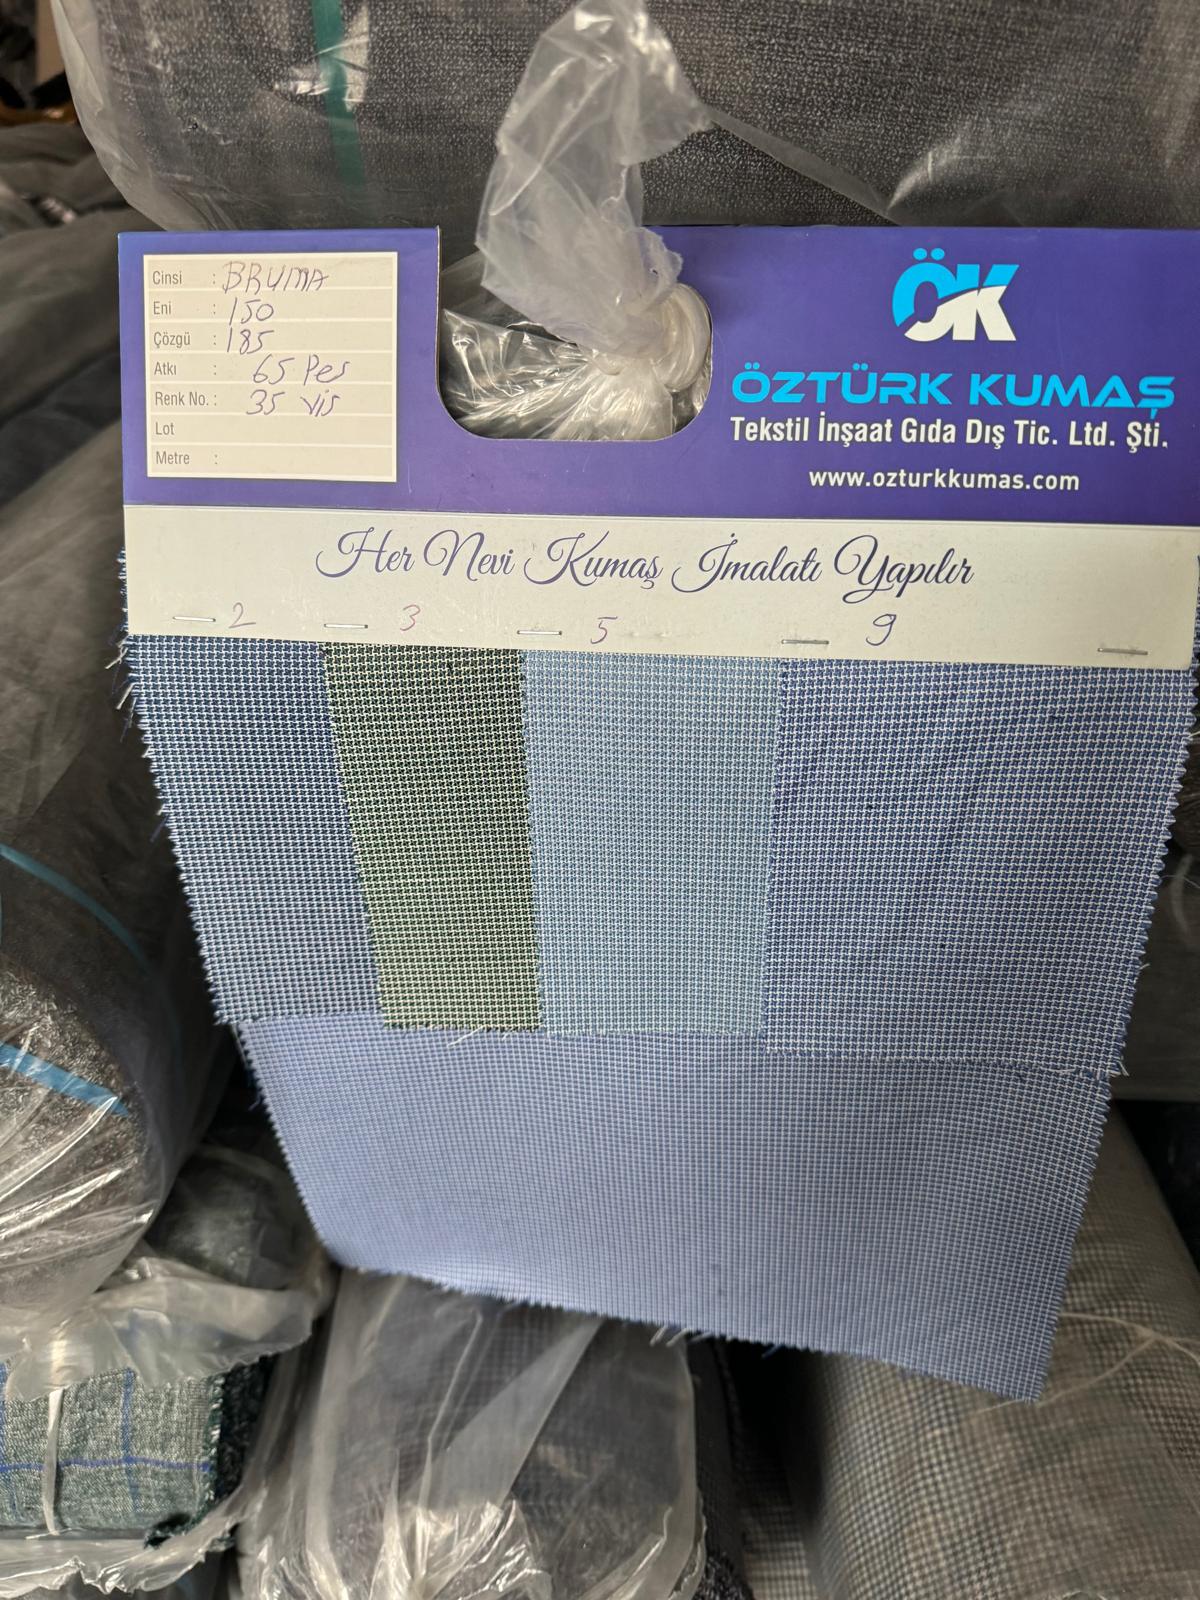 Cinsi : BRUMA
Eni : 150
Çözgü : 185
Atkı : 65 Pes
Renk No. : 35 vis
Lot
Metre :
ÖK
ÖZTÜRK KUMAŞ
Tekstil İnşaat Gıda Dış Tic. Ltd. Şti.
www.ozturkkumas.com
Her Nevi Kumaş İmalatı Yapılır
2 3 5 9